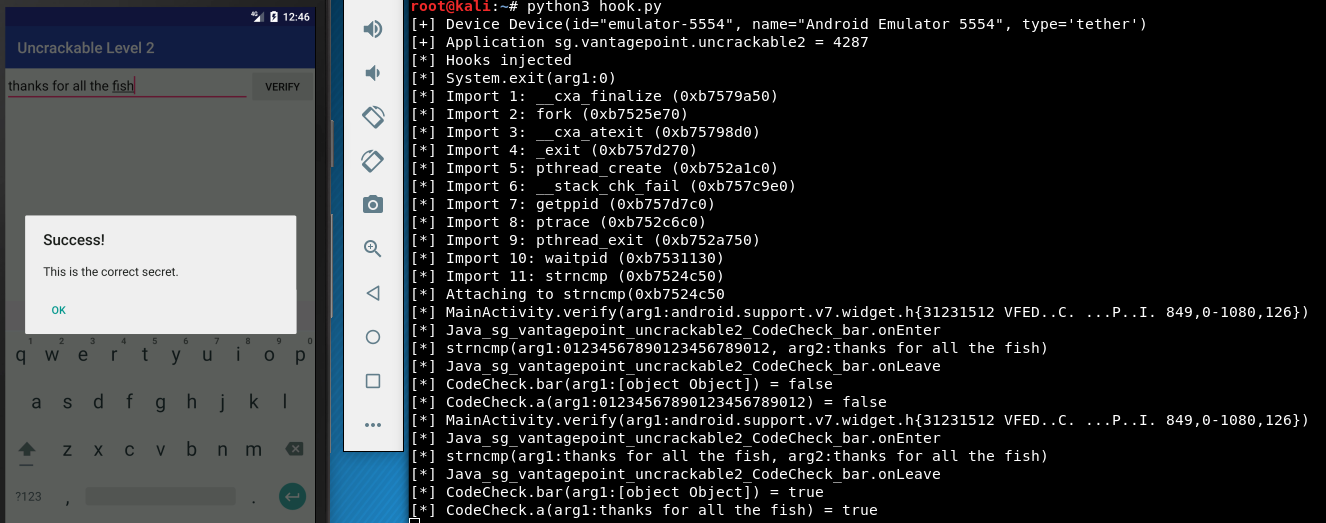 4G 12:46
Uncrackable Level 2
thanks for all the fish
VERIFY
Success!
This is the correct secret.
OK
1 2 3 4 5 6 7 8 9 0
q w e r t y u i o p
a s d f g h j k l
z x c v b n m
?123 , .
root@kali:~# python3 hook.py
[+] Device Device(id="emulator-5554", name="Android Emulator 5554", type='tether')
[+] Application sg.vantagepoint.uncrackable2 = 4287
[*] Hooks injected
[*] System.exit(arg1:0)
[*] Import 1: __cxa_finalize (0xb7579a50)
[*] Import 2: fork (0xb7525e70)
[*] Import 3: __cxa_atexit (0xb75798d0)
[*] Import 4: _exit (0xb757d270)
[*] Import 5: pthread_create (0xb752a1c0)
[*] Import 6: __stack_chk_fail (0xb757c9e0)
[*] Import 7: getppid (0xb757d7c0)
[*] Import 8: ptrace (0xb752c6c0)
[*] Import 9: pthread_exit (0xb752a750)
[*] Import 10: waitpid (0xb7531130)
[*] Import 11: strncmp (0xb7524c50)
[*] Attaching to strncmp(0xb7524c50
[*] MainActivity.verify(arg1:android.support.v7.widget.h{31231512 VFED..C. ...P..I. 849,0-1080,126})
[*] Java_sg_vantagepoint_uncrackable2_CodeCheck_bar.onEnter
[*] strncmp(arg1:01234567890123456789012, arg2:thanks for all the fish)
[*] Java_sg_vantagepoint_uncrackable2_CodeCheck_bar.onLeave
[*] CodeCheck.bar(arg1:[object Object]) = false
[*] CodeCheck.a(arg1:01234567890123456789012) = false
[*] MainActivity.verify(arg1:android.support.v7.widget.h{31231512 VFED..C. ...P..I. 849,0-1080,126})
[*] Java_sg_vantagepoint_uncrackable2_CodeCheck_bar.onEnter
[*] strncmp(arg1:thanks for all the fish, arg2:thanks for all the fish)
[*] Java_sg_vantagepoint_uncrackable2_CodeCheck_bar.onLeave
[*] CodeCheck.bar(arg1:[object Object]) = true
[*] CodeCheck.a(arg1:thanks for all the fish) = true